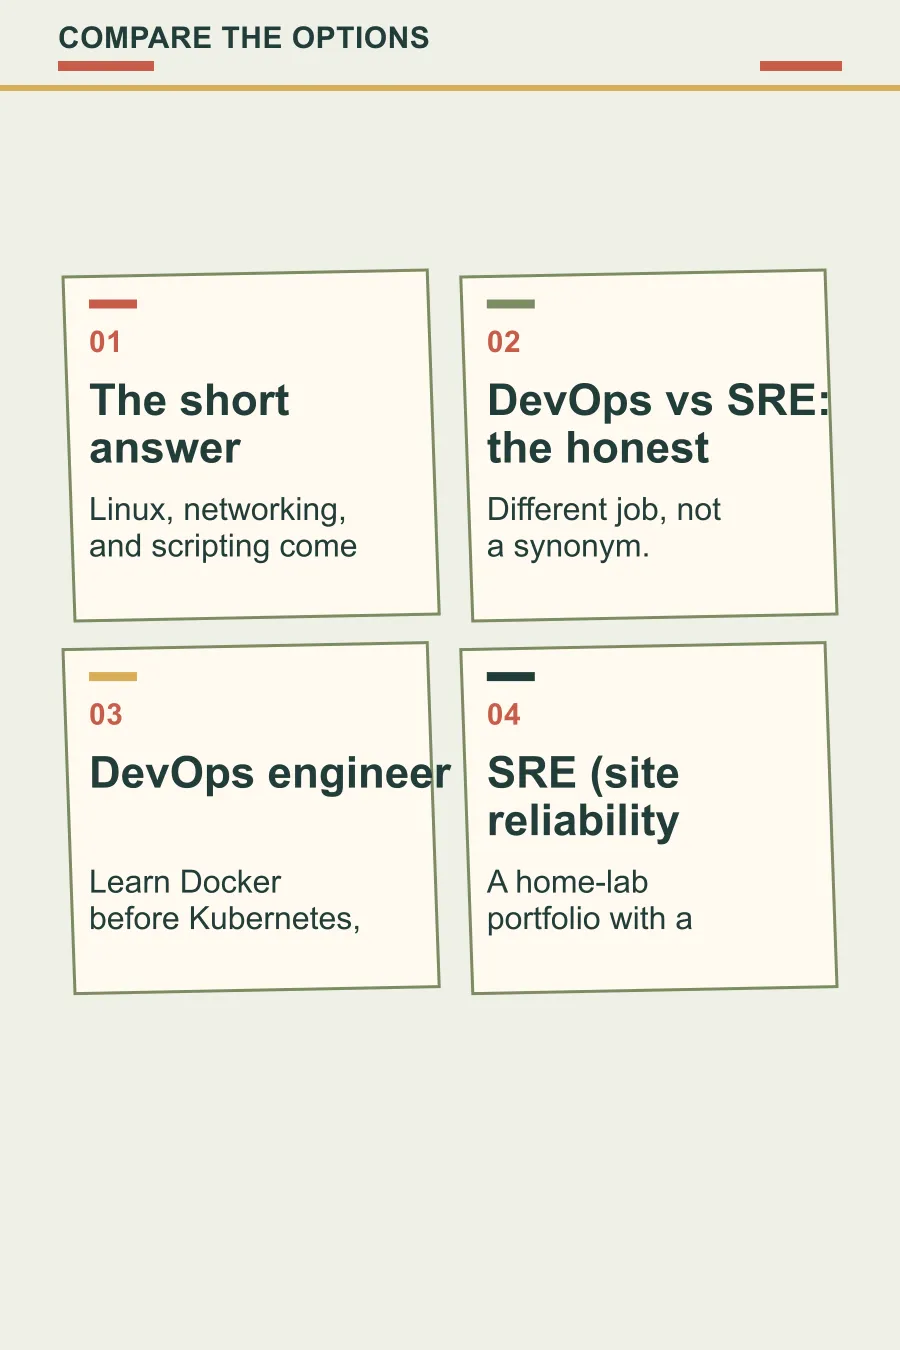 COMPARE THE OPTIONS
01
The short
answer
Linux, networking,
and scripting come
02
DevOps vs SRE:
the honest
Different job, not
a synonym.
03
DevOps engineer
Learn Docker
before Kubernetes,
04
SRE (site
reliability
A home-lab
portfolio with a